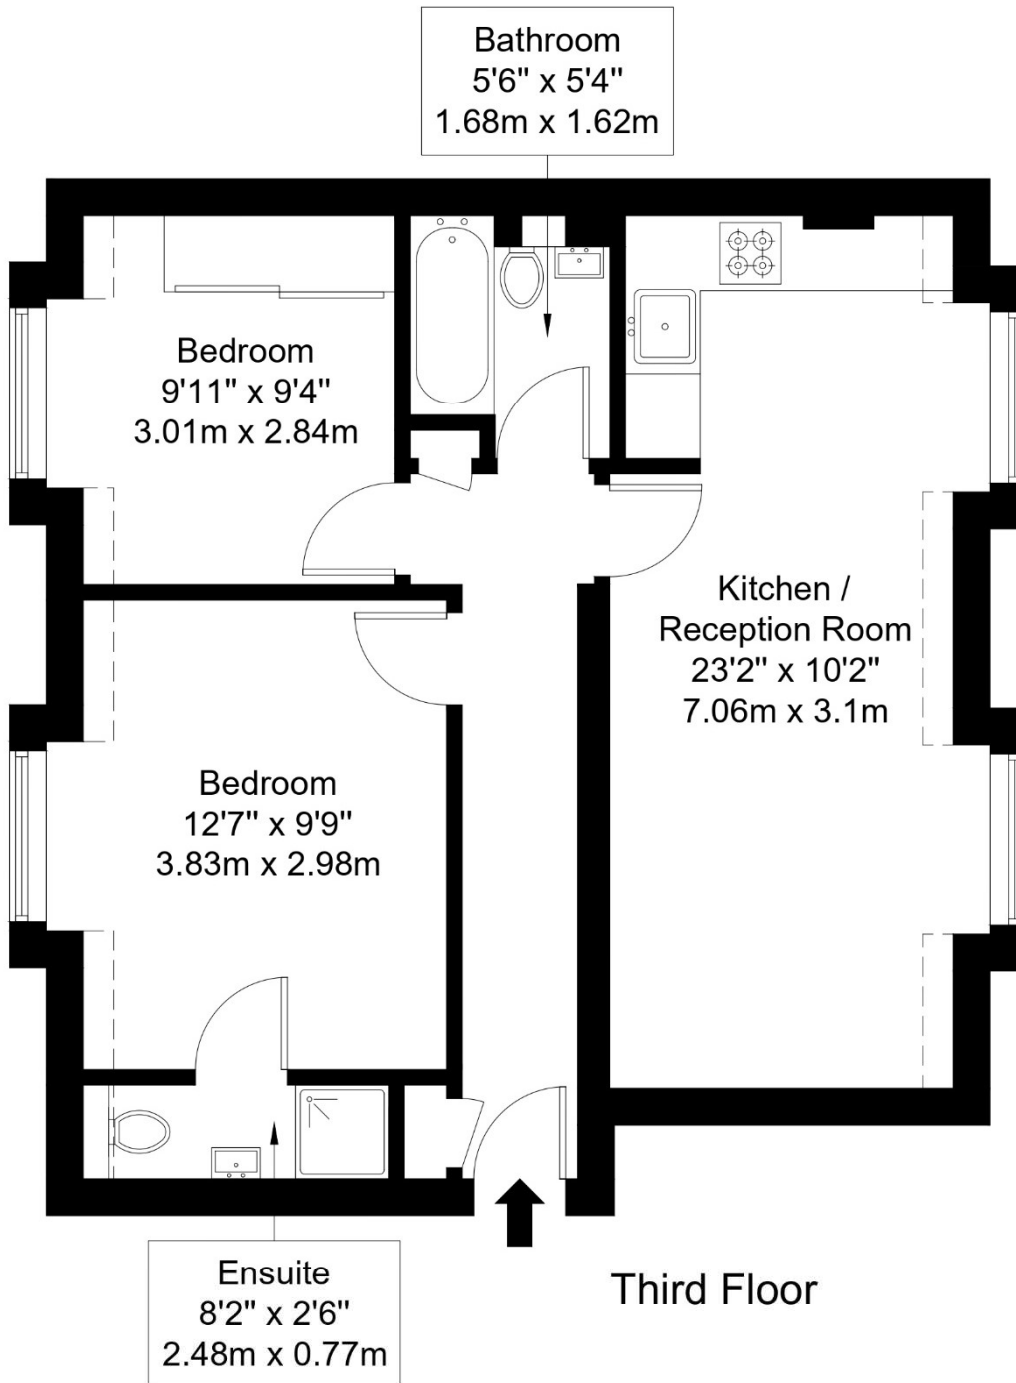 Bathroom
5'6" x 5'4"
1.68m x 1.62m
Bedroom
9'11" x 9'4"
3.01m x 2.84m
Kitchen /
Reception Room
23'2" x 10'2"
7.06m x 3.1m
Bedroom
12'7" x 9'9"
3.83m x 2.98m
Ensuite
8'2" x 2'6"
2.48m x 0.77m
Third Floor